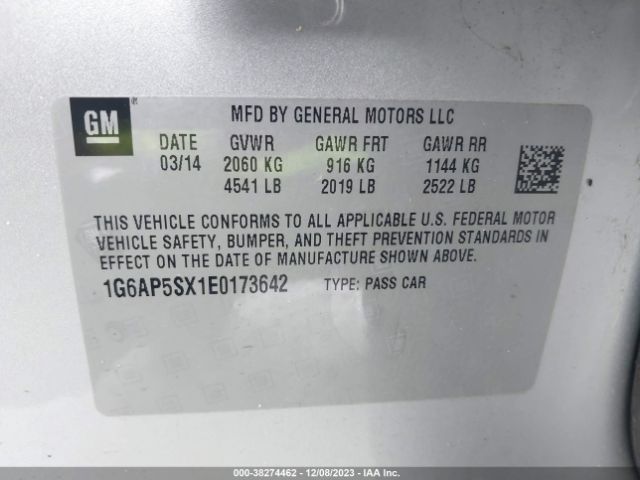 GM
MFD BY GENERAL MOTORS LLC
DATE GVWR GAWR FRT GAWR RR
03/14 2060 KG 916 KG 1144 KG
4541 LB 2019 LB 2522 LB
THIS VEHICLE CONFORMS TO ALL APPLICABLE U.S. FEDERAL MOTOR
VEHICLE SAFETY, BUMPER, AND THEFT PREVENTION STANDARDS IN
EFFECT ON THE DATE OF MANUFACTURE SHOWN ABOVE.
1G6AP5SX1E0173642 TYPE: PASS CAR
000-38274462 - 12/08/2023 - IAA Inc.